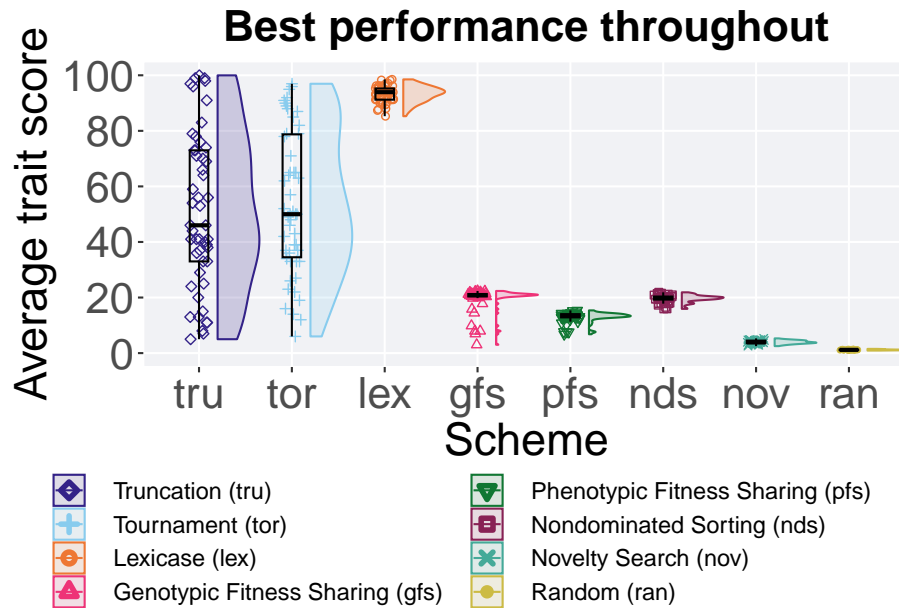 Best performance throughout
Average trait score
100
80
60
40
20
0
tru tor lex gfs pfs nds nov ran
Scheme
Truncation (tru)
Tournament (tor)
Lexicase (lex)
Genotypic Fitness Sharing (gfs)
Phenotypic Fitness Sharing (pfs)
Nondominated Sorting (nds)
Novelty Search (nov)
Random (ran)